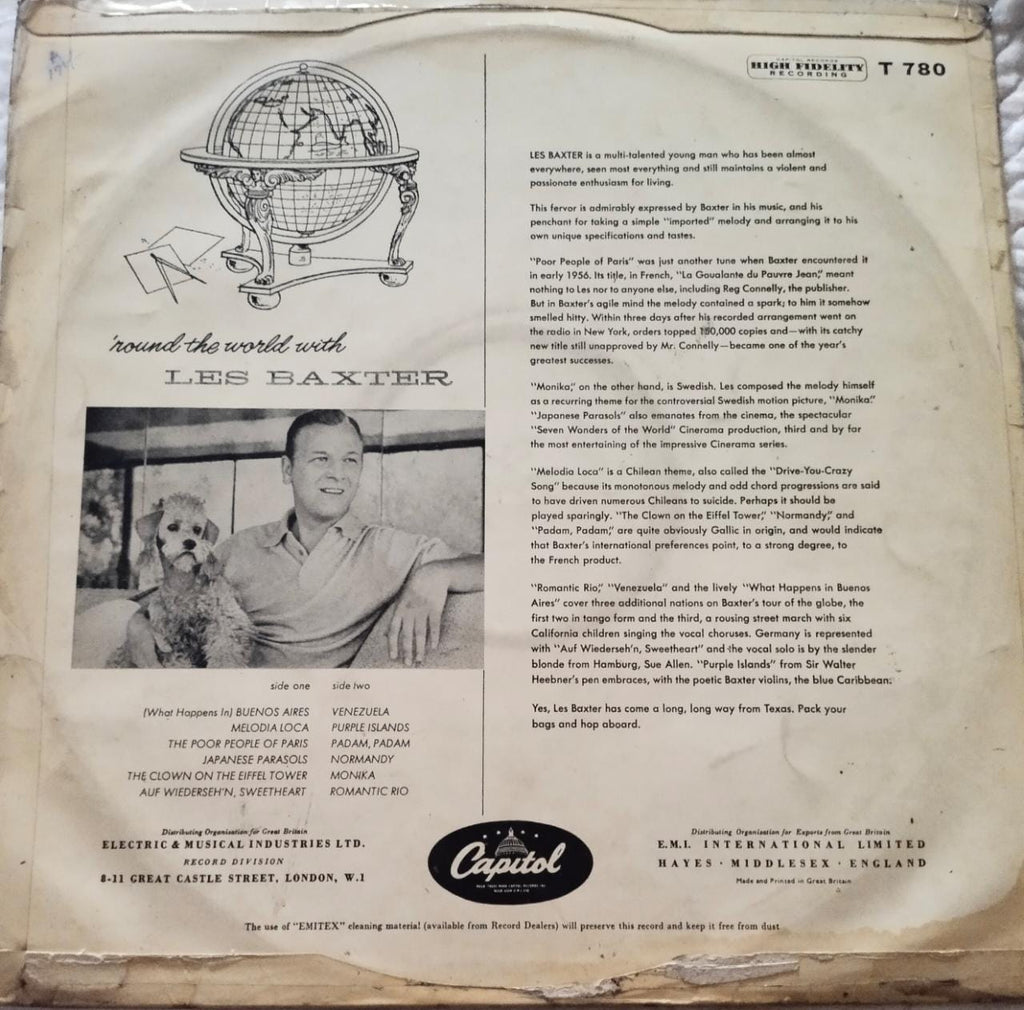 CAPITOL RECORDS
HIGH FIDELITY
RECORDING
T 780
'round the world with
LES BAXTER
LES BAXTER is a multi-talented young man who has been almost
everywhere, seen most everything and still maintains a violent and
passionate enthusiasm for living.
This fervor is admirably expressed by Baxter in his music, and his
penchant for taking a simple "imported" melody and arranging it to his
own unique specifications and tastes.
"Poor People of Paris" was just another tune when Baxter encountered it
in early 1956. Its title, in French, "La Goualante du Pauvre Jean," meant
nothing to Les nor to anyone else, including Reg Connelly, the publisher.
But in Baxter's agile mind the melody contained a spark; to him it somehow
smelled hitty. Within three days after his recorded arrangement went on
the radio in New York, orders topped 100,000 copies and—with its catchy
new title still unapproved by Mr. Connelly—became one of the year's
greatest successes.
"Monika," on the other hand, is Swedish. Les composed the melody himself
as a recurring theme for the controversial Swedish motion picture, "Monika."
"Japanese Parasols" also emanates from the cinema, the spectacular
"Seven Wonders of the World" Cinerama production, third and by far
the most entertaining of the impressive Cinerama series.
"Melodia Loca" is a Chilean theme, also called the "Drive-You-Crazy
Song" because its monotonous melody and odd chord progressions are said
to have driven numerous Chileans to suicide. Perhaps it should be
played sparingly. "The Clown on the Eiffel Tower," "Normandy," and
"Padam, Padam," are quite obviously Gallic in origin, and would indicate
that Baxter's international preferences point, to a strong degree, to
the French product.
"Romantic Rio," "Venezuela" and the lively "What Happens in Buenos
Aires" cover three additional nations on Baxter's tour of the globe, the
first two in tango form and the third, a rousing street march with six
California children singing the vocal choruses. Germany is represented
with "Auf Wiederseh'n, Sweetheart" and the vocal solo is by the slender
blonde from Hamburg, Sue Allen. "Purple Islands" from Sir Walter
Heebner's pen embraces, with the poetic Baxter violins, the blue Caribbean.
Yes, Les Baxter has come a long, long way from Texas. Pack your
bags and hop aboard.
side one side two
(What Happens In) BUENOS AIRES VENEZUELA
MELODIA LOCA PURPLE ISLANDS
THE POOR PEOPLE OF PARIS PADAM, PADAM
JAPANESE PARASOLS NORMANDY
THE CLOWN ON THE EIFFEL TOWER MONIKA
AUF WIEDERSEH'N, SWEETHEART ROMANTIC RIO
Distributing Organisation for Great Britain
ELECTRIC & MUSICAL INDUSTRIES LTD.
RECORD DIVISION
8-11 GREAT CASTLE STREET, LONDON, W.1
Capitol
Distributing Organisation for Exports from Great Britain
E.M.I. INTERNATIONAL LIMITED
HAYES · MIDDLESEX · ENGLAND
Made and Printed in Great Britain
The use of "EMITEX" cleaning material (available from Record Dealers) will preserve this record and keep it free from dust